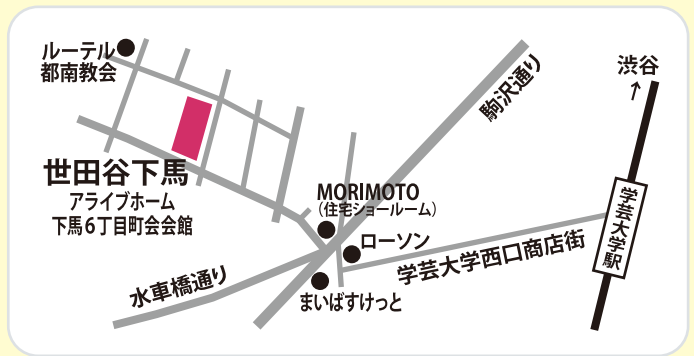 ルーテル
都南教会
世田谷下馬
アライブホーム
下馬6丁目町会会館
駒沢通り
渋谷
↑
MORIMOTO
（住宅ショールーム）
ローソン
学芸大学西口商店街
学芸大学駅
水車橋通り
まいばすけっと